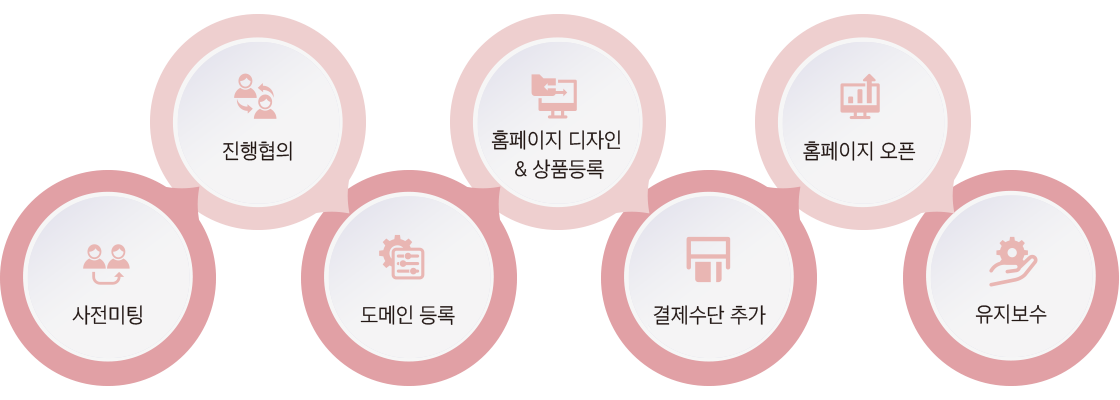 사전미팅
진행협의
도메인 등록
홈페이지 디자인
& 상품등록
결제수단 추가
홈페이지 오픈
유지보수